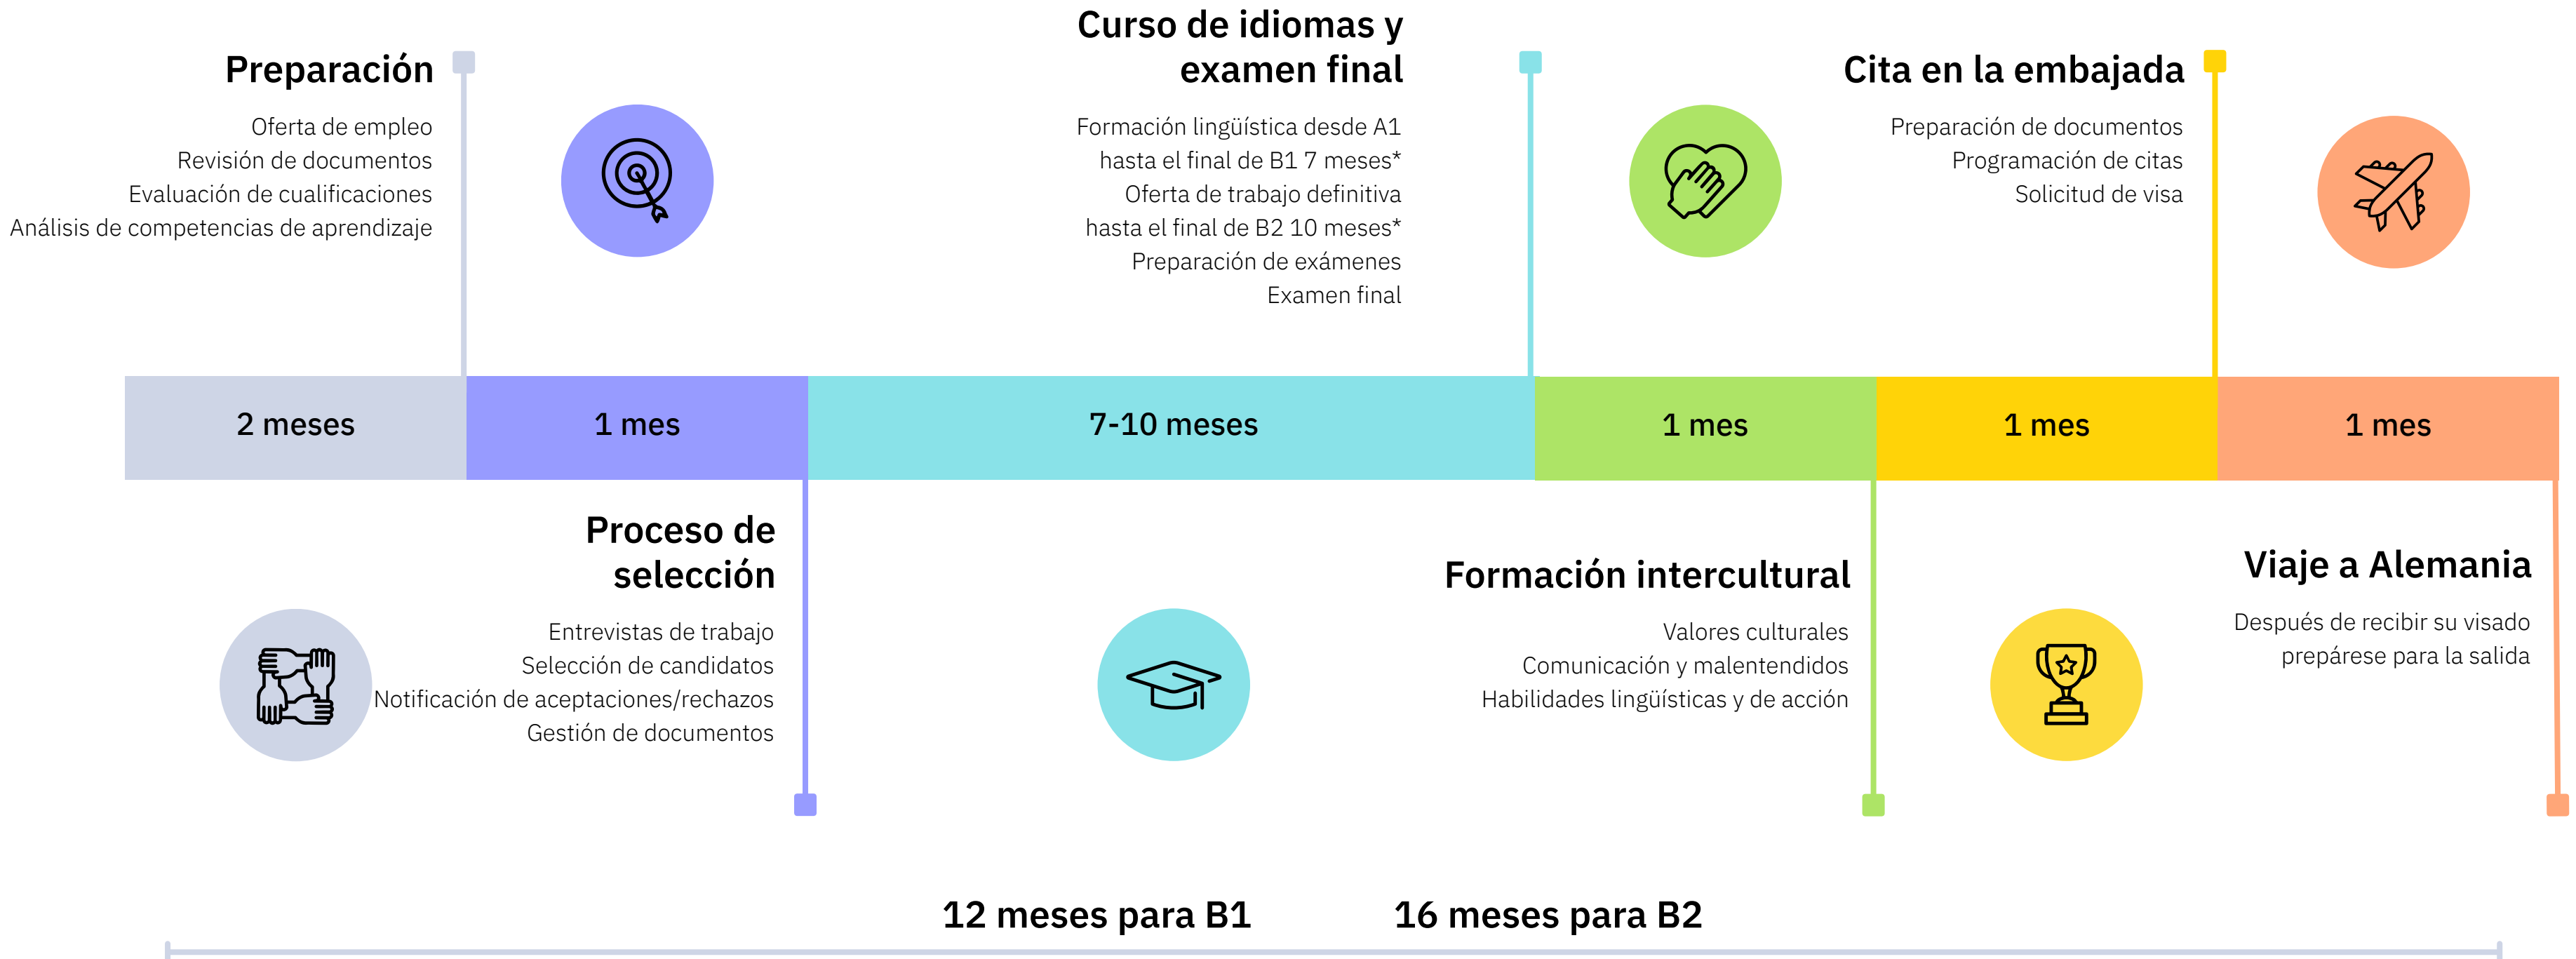 Preparación
Oferta de empleo
Revisión de documentos
Evaluación de cualificaciones
Análisis de competencias de aprendizaje
Curso de idiomas y
examen final
Formación lingüística desde A1
hasta el final de B1 7 meses*
Oferta de trabajo definitiva
hasta el final de B2 10 meses*
Preparación de exámenes
Examen final
Cita en la embajada
Preparación de documentos
Programación de citas
Solicitud de visa
2 meses
1 mes
7-10 meses
1 mes
1 mes
1 mes
Proceso de
selección
Entrevistas de trabajo
Selección de candidatos
Notificación de aceptaciones/rechazos
Gestión de documentos
Formación intercultural
Valores culturales
Comunicación y malentendidos
Habilidades lingüísticas y de acción
Viaje a Alemania
Después de recibir su visado
prepárese para la salida
12 meses para B1
16 meses para B2